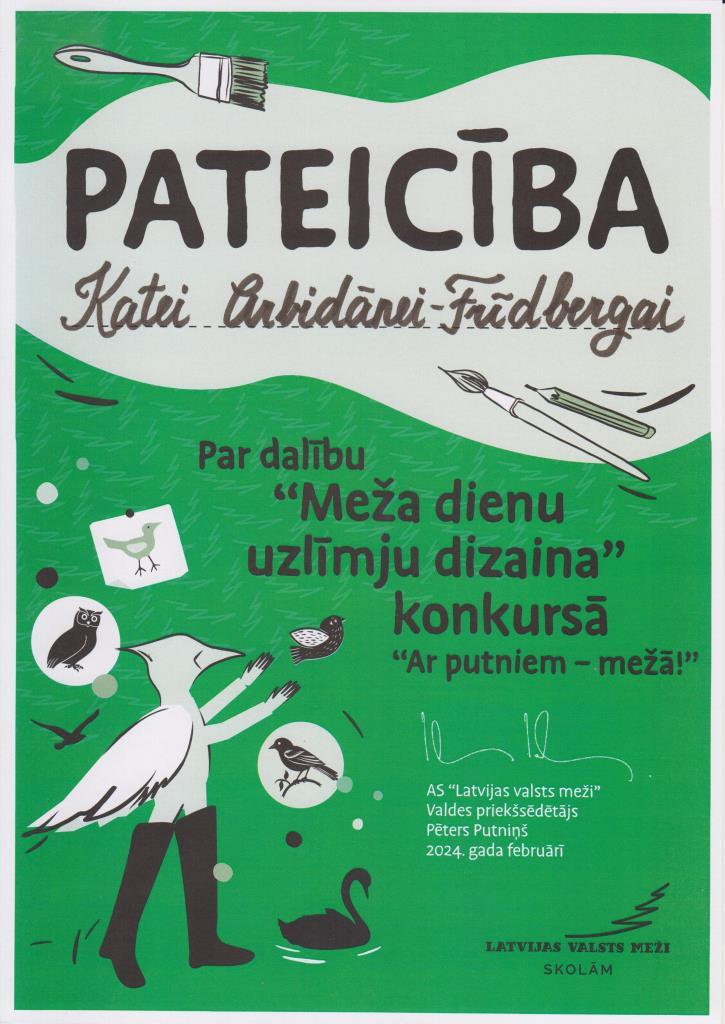 PATEICĪBA
Katei Arbidānei-Frīdbergai
Par dalību
“Meža dienu
uzlīmju dizaina”
konkursā
“Ar putniem – mežā!”
AS “Latvijas valsts meži”
Valdes priekšsēdētājs
Pēters Putniņš
2024. gada februārī
LATVIJAS VALSTS MEŽI
SKOLĀM